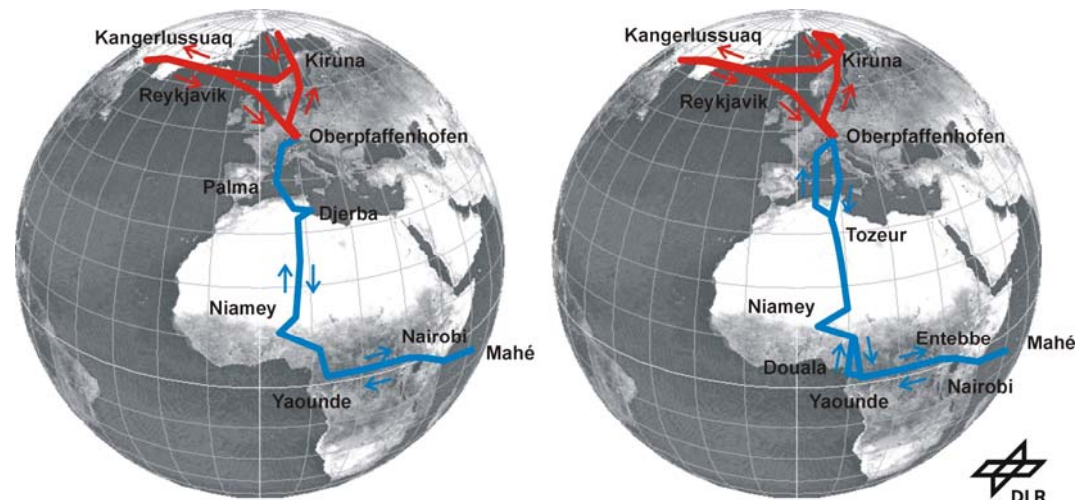 Kangerlussuaq
Kiruna
Reykjavik
Oberpfaffenhofen
Palma
Djerba
Niamey
Nairobi
Mahé
Yaounde
Kangerlussuaq
Kiruna
Reykjavik
Oberpfaffenhofen
Tozeur
Niamey
Entebbe
Mahé
Douala
Nairobi
Yaounde
DLR